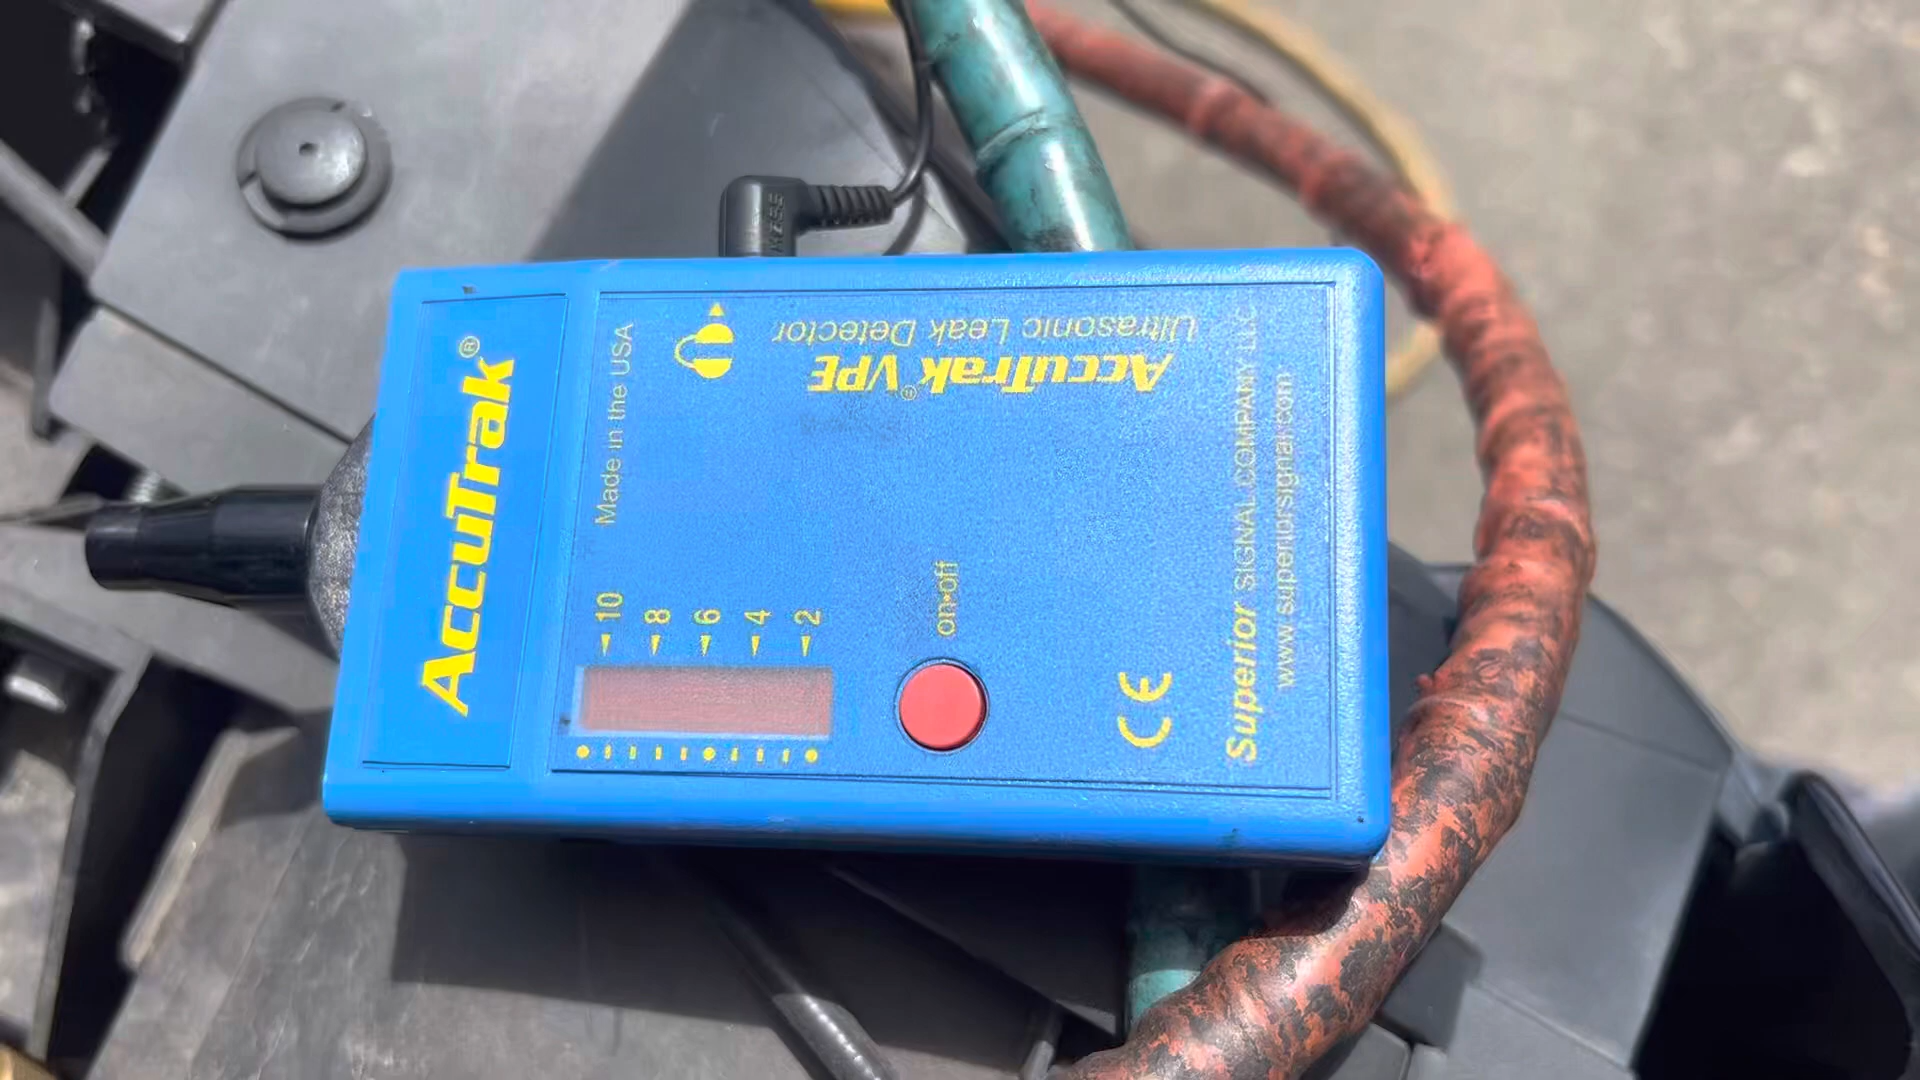 AccuTrak®
Made in the USA
AccuTrak® VPE
Ultrasonic Leak Detector
10
8
6
4
2
on•off
CE
Superior SIGNAL COMPANY LLC
www.superiorsignal.com